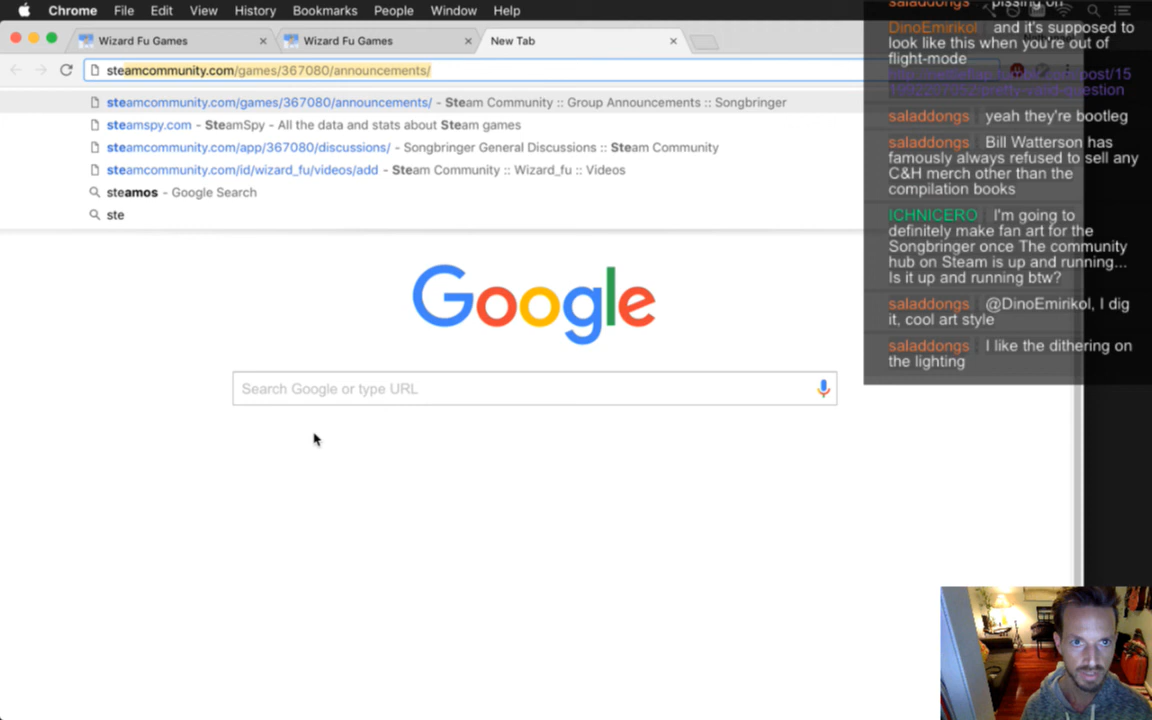 Chrome File Edit View History Bookmarks People Window Help
Wizard Fu Games
Wizard Fu Games
New Tab
steamcommunity.com/games/367080/announcements/
steamcommunity.com/games/367080/announcements/ - Steam Community :: Group Announcements :: Songbringer
steamspy.com - SteamSpy - All the data and stats about Steam games
steamcommunity.com/app/367080/discussions/ - Songbringer General Discussions :: Steam Community
steamcommunity.com/id/wizard_fu/videos/add - Steam Community :: Wizard_fu :: Videos
steamos - Google Search
ste
Google
Search Google or type URL
saladdongs pissing on
DinoEmirikol and it's supposed to
look like this when you're out of
flight-mode
saladdongs yeah they're bootleg
saladdongs Bill Watterson has
famously always refused to sell any
C&H merch other than the
compilation books
ICHNICERO I'm going to
definitely make fan art for the
Songbringer once The community
hub on Steam is up and running...
Is it up and running btw?
saladdongs @DinoEmirikol, I dig
it, cool art style
saladdongs I like the dithering on
the lighting